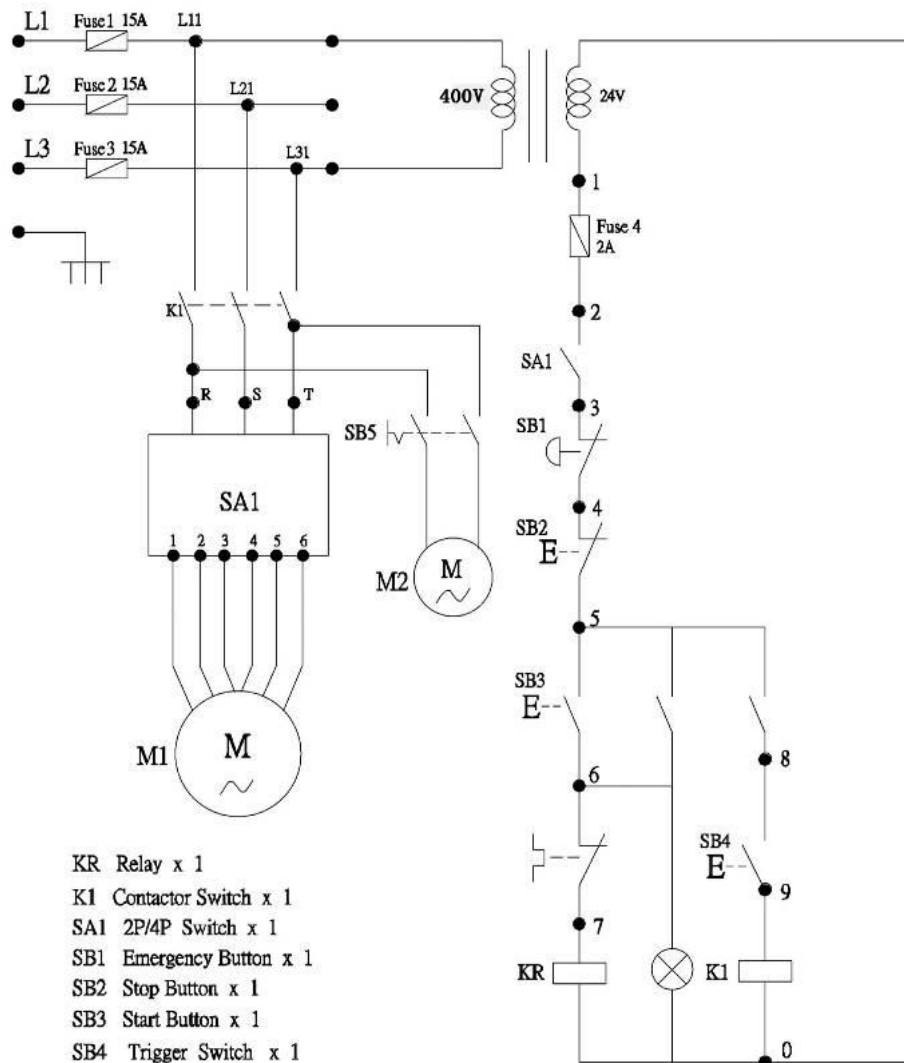 L1 Fuse1 15A L11
L2 Fuse 2 15A L21 400V 24V
L3 Fuse 3 15A L31
1
Fuse 4
2A
K1
2
SA1
R S T
3
SB5
SB1
SA1
4
SB2
1 2 3 4 5 6
M2 M
5
SB3
E
M1 M
6
8
SB4
E
9
7
KR K1
0
KR Relay x 1
K1 Contactor Switch x 1
SA1 2P/4P Switch x 1
SB1 Emergency Button x 1
SB2 Stop Button x 1
SB3 Start Button x 1
SB4 Trigger Switch x 1